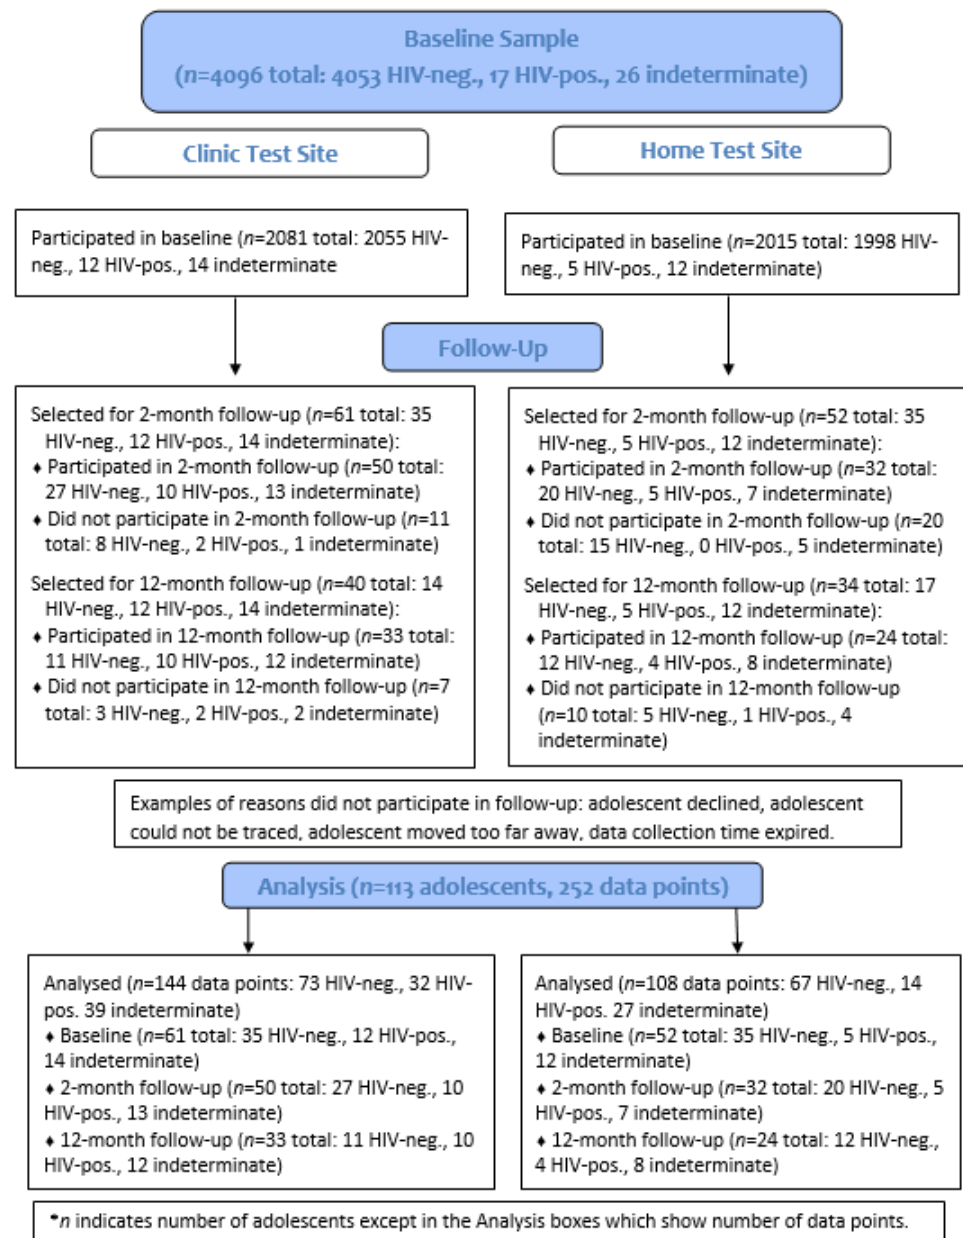 Baseline Sample
(n=4096 total: 4053 HIV-neg., 17 HIV-pos., 26 indeterminate)
Clinic Test Site
Home Test Site
Participated in baseline (n=2081 total: 2055 HIV-
neg., 12 HIV-pos., 14 indeterminate
Participated in baseline (n=2015 total: 1998 HIV-
neg., 5 HIV-pos., 12 indeterminate)
Follow-Up
Selected for 2-month follow-up (n=61 total: 35
HIV-neg., 12 HIV-pos., 14 indeterminate):
♦ Participated in 2-month follow-up (n=50 total:
27 HIV-neg., 10 HIV-pos., 13 indeterminate)
♦ Did not participate in 2-month follow-up (n=11
total: 8 HIV-neg., 2 HIV-pos., 1 indeterminate)
Selected for 12-month follow-up (n=40 total: 14
HIV-neg., 12 HIV-pos., 14 indeterminate):
♦ Participated in 12-month follow-up (n=33 total:
11 HIV-neg., 10 HIV-pos., 12 indeterminate)
♦ Did not participate in 12-month follow-up (n=7
total: 3 HIV-neg., 2 HIV-pos., 2 indeterminate)
Selected for 2-month follow-up (n=52 total: 35
HIV-neg., 5 HIV-pos., 12 indeterminate):
♦ Participated in 2-month follow-up (n=32 total:
20 HIV-neg., 5 HIV-pos., 7 indeterminate)
♦ Did not participate in 2-month follow-up (n=20
total: 15 HIV-neg., 0 HIV-pos., 5 indeterminate)
Selected for 12-month follow-up (n=34 total: 17
HIV-neg., 5 HIV-pos., 12 indeterminate):
♦ Participated in 12-month follow-up (n=24 total:
12 HIV-neg., 4 HIV-pos., 8 indeterminate)
♦ Did not participate in 12-month follow-up
(n=10 total: 5 HIV-neg., 1 HIV-pos., 4
indeterminate)
Examples of reasons did not participate in follow-up: adolescent declined, adolescent
could not be traced, adolescent moved too far away, data collection time expired.
Analysis (n=113 adolescents, 252 data points)
Analysed (n=144 data points: 73 HIV-neg., 32 HIV-
pos. 39 indeterminate)
♦ Baseline (n=61 total: 35 HIV-neg., 12 HIV-pos.,
14 indeterminate)
♦ 2-month follow-up (n=50 total: 27 HIV-neg., 10
HIV-pos., 13 indeterminate)
♦ 12-month follow-up (n=33 total: 11 HIV-neg., 10
HIV-pos., 12 indeterminate)
Analysed (n=108 data points: 67 HIV-neg., 14
HIV-pos. 27 indeterminate)
♦ Baseline (n=52 total: 35 HIV-neg., 5 HIV-pos.,
12 indeterminate)
♦ 2-month follow-up (n=32 total: 20 HIV-neg., 5
HIV-pos., 7 indeterminate)
♦ 12-month follow-up (n=24 total: 12 HIV-neg.,
4 HIV-pos., 8 indeterminate)
*n indicates number of adolescents except in the Analysis boxes which show number of data points.